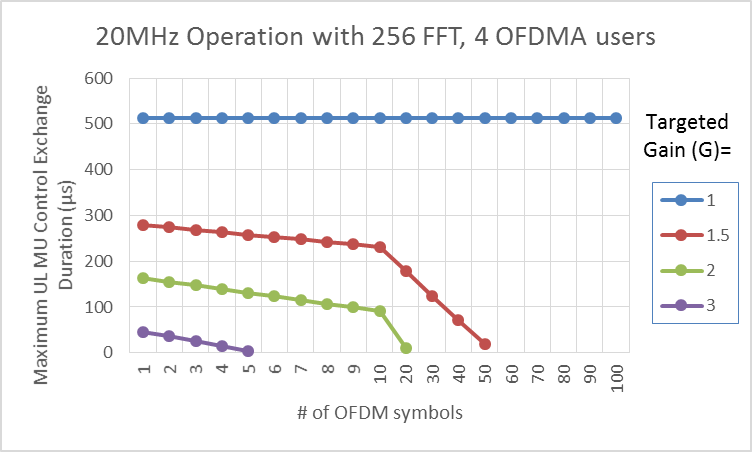 20MHz Operation with 256 FFT, 4 OFDMA users
Maximum UL MU Control Exchange
Duration (µs)
600
500
400
300
200
100
0
1 2 3 4 5 6 7 8 9 10 20 30 40 50 60 70 80 90 100
# of OFDM symbols
Targeted
Gain (G)=
1
1.5
2
3